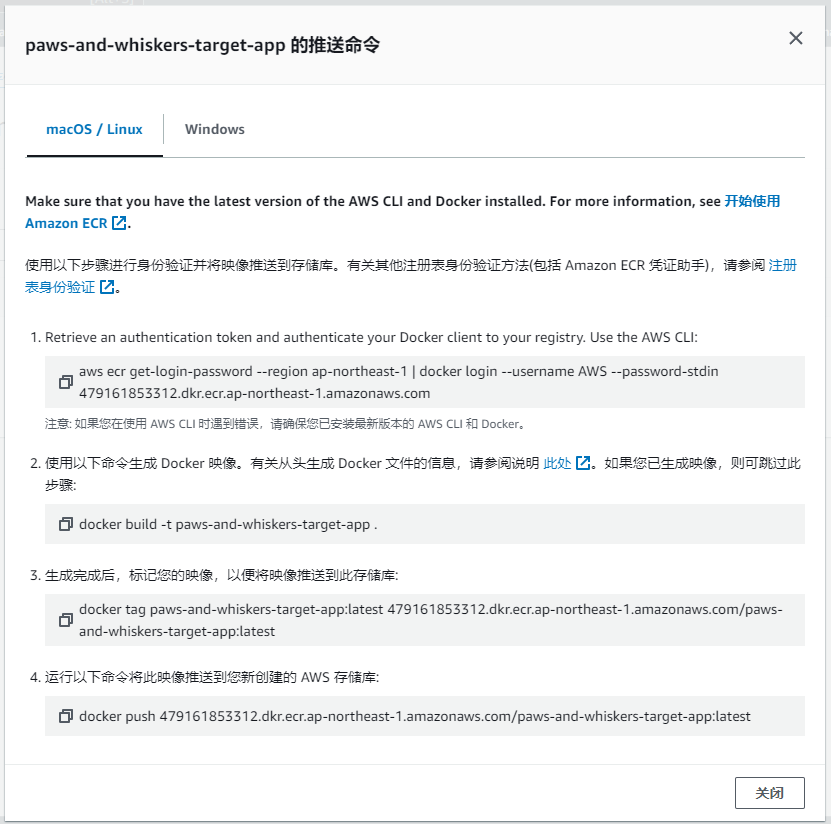 paws-and-whiskers-target-app 的推送命令
macOS / Linux
Windows
Make sure that you have the latest version of the AWS CLI and Docker installed. For more information, see 开始使用
Amazon ECR.
使用以下步骤进行身份验证并将映像推送到存储库。有关其他注册表身份验证方法(包括 Amazon ECR 凭证助手)，请参阅 注册
表身份验证。
1. Retrieve an authentication token and authenticate your Docker client to your registry. Use the AWS CLI:
aws ecr get-login-password --region ap-northeast-1 | docker login --username AWS --password-stdin
479161853312.dkr.ecr.ap-northeast-1.amazonaws.com
注意: 如果您在使用 AWS CLI 时遇到错误，请确保您已安装最新版本的 AWS CLI 和 Docker。
2. 使用以下命令生成 Docker 映像。有关从头生成 Docker 文件的信息，请参阅说明 此处。如果您已生成映像，则可跳过此
步骤:
docker build -t paws-and-whiskers-target-app .
3. 生成完成后，标记您的映像，以便将映像推送到此存储库:
docker tag paws-and-whiskers-target-app:latest 479161853312.dkr.ecr.ap-northeast-1.amazonaws.com/paws-
and-whiskers-target-app:latest
4. 运行以下命令将此映像推送到您新创建的 AWS 存储库:
docker push 479161853312.dkr.ecr.ap-northeast-1.amazonaws.com/paws-and-whiskers-target-app:latest
关闭